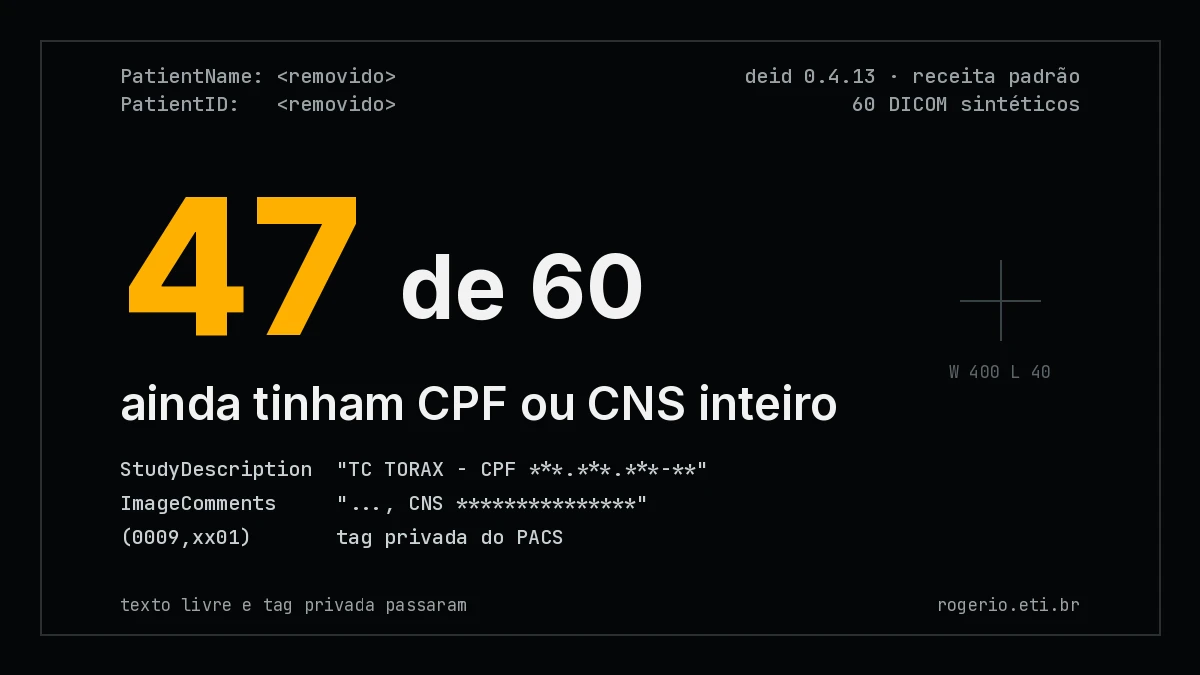 PatientName: <removido>
PatientID: <removido>
deid 0.4.13 · receita padrão
60 DICOM sintéticos
47 de 60
ainda tinham CPF ou CNS inteiro
W 400 L 40
StudyDescription "TC TORAX - CPF ***.***.***-**"
ImageComments "..., CNS ***************"
(0009,xx01) tag privada do PACS
texto livre e tag privada passaram
rogerio.eti.br